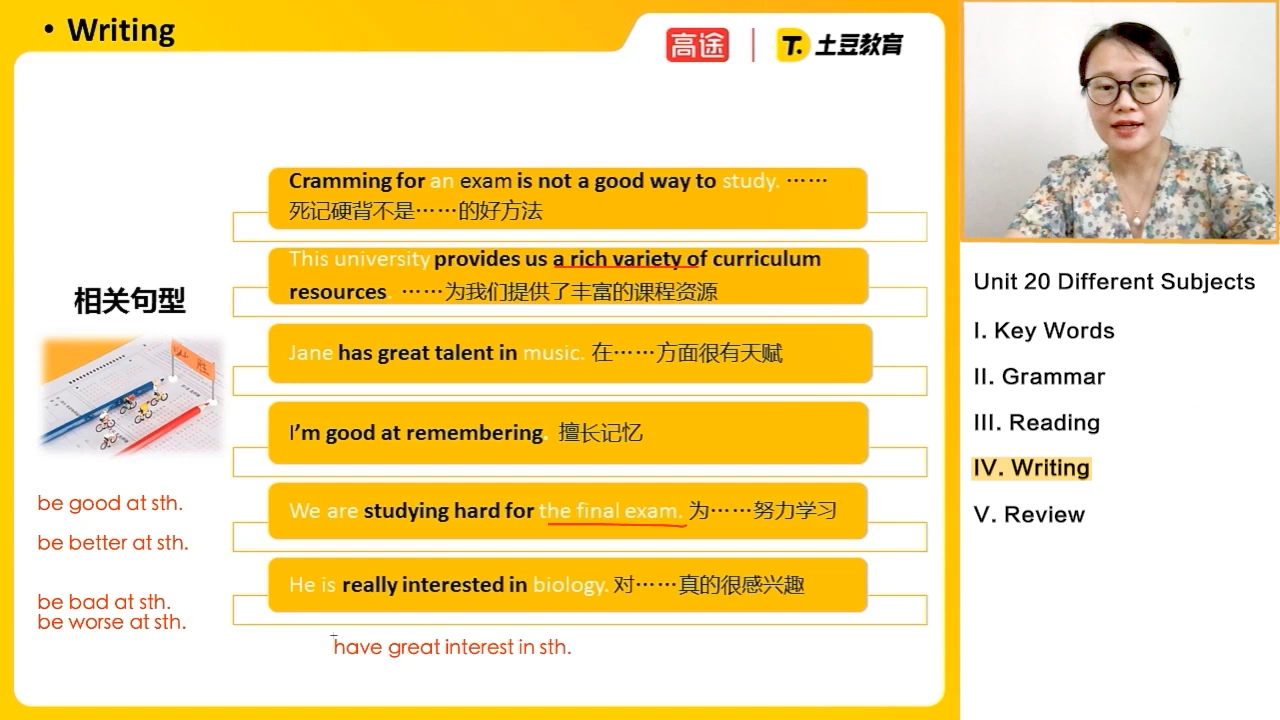 • Writing
高途
T. 土豆教育
Cramming for an exam is not a good way to study. ……
死记硬背不是……的好方法
This university provides us a rich variety of curriculum
resources. ……为我们提供了丰富的课程资源
相关句型
Jane has great talent in music. 在……方面很有天赋
I’m good at remembering. 擅长记忆
be good at sth.
We are studying hard for the final exam. 为……努力学习
be better at sth.
He is really interested in biology. 对……真的很感兴趣
be bad at sth.
be worse at sth.
have great interest in sth.
Unit 20 Different Subjects
I. Key Words
II. Grammar
III. Reading
IV. Writing
V. Review